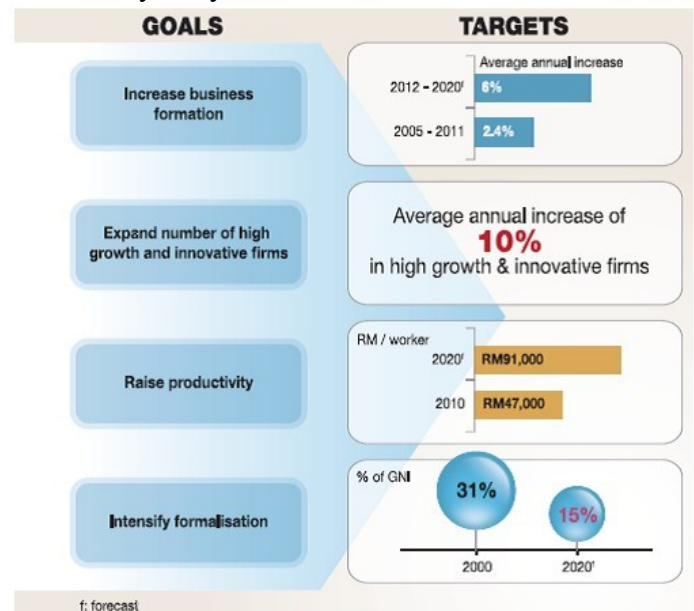 GOALS
TARGETS
Increase business
formation
Average annual increase
2012 - 2020ᶠ 6%
2005 - 2011 2.4%
Expand number of high
growth and innovative firms
Average annual increase of
10%
in high growth & innovative firms
Raise productivity
RM / worker
2020ᶠ RM91,000
2010 RM47,000
Intensify formalisation
% of GNI
31%
15%
2000
2020ᶠ
f: forecast